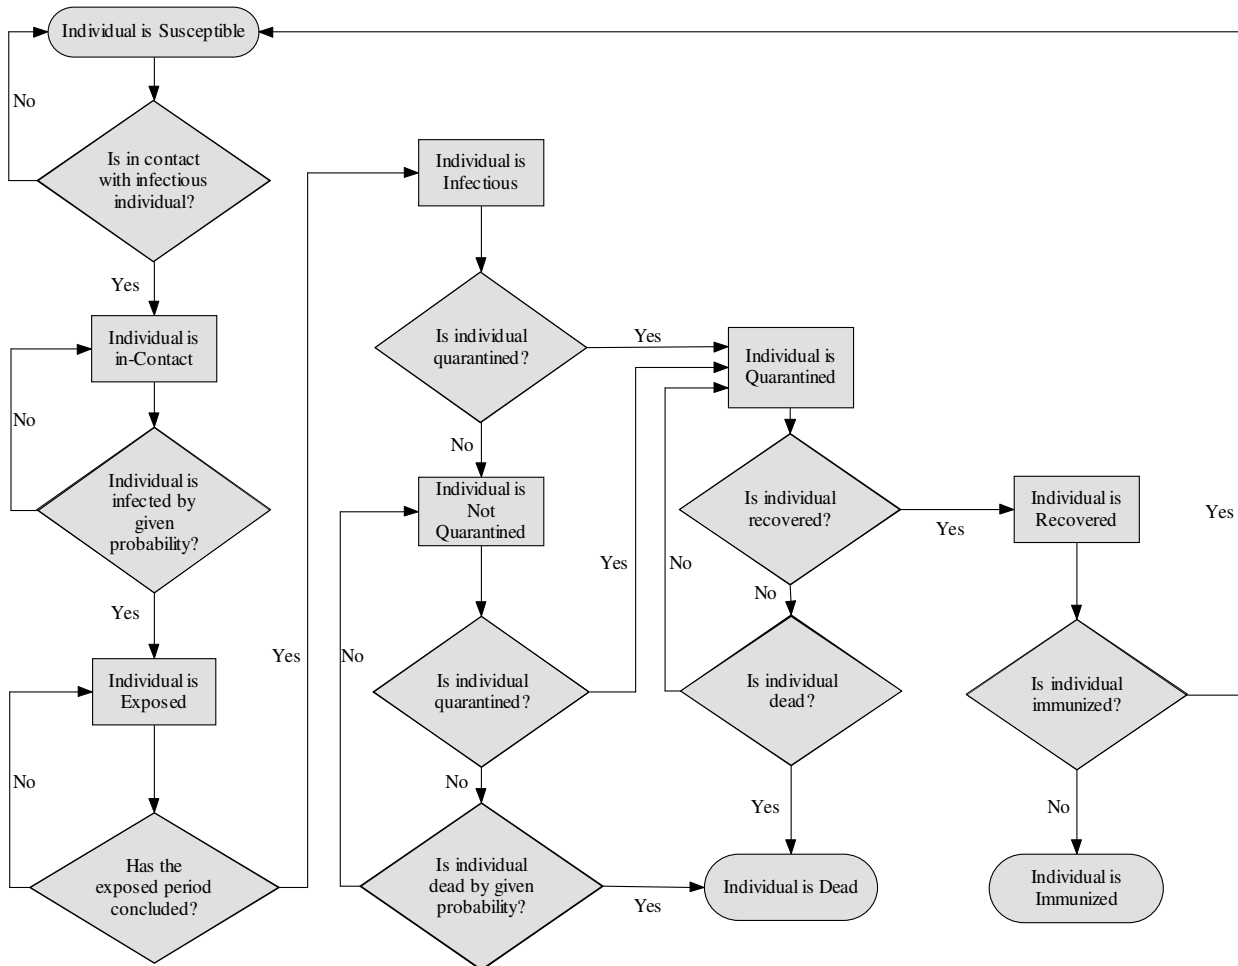 Individual is Susceptible
No
Is in contact
with infectious
individual?
Yes
Individual is
in-Contact
No
Individual is
infected by
given
probability?
Yes
Individual is
Exposed
No
Has the
exposed period
concluded?
Yes
Individual is
Infectious
Is individual
quarantined?
Yes
No
Individual is
Not
Quarantined
Is individual
quarantined?
Yes
No
No
Is individual
dead by given
probability?
Yes
Individual is
Quarantined
Is individual
recovered?
Yes
No
No
Is individual
dead?
Yes
Individual is Dead
Individual is
Recovered
Is individual
immunized?
Yes
No
Individual is
Immunized